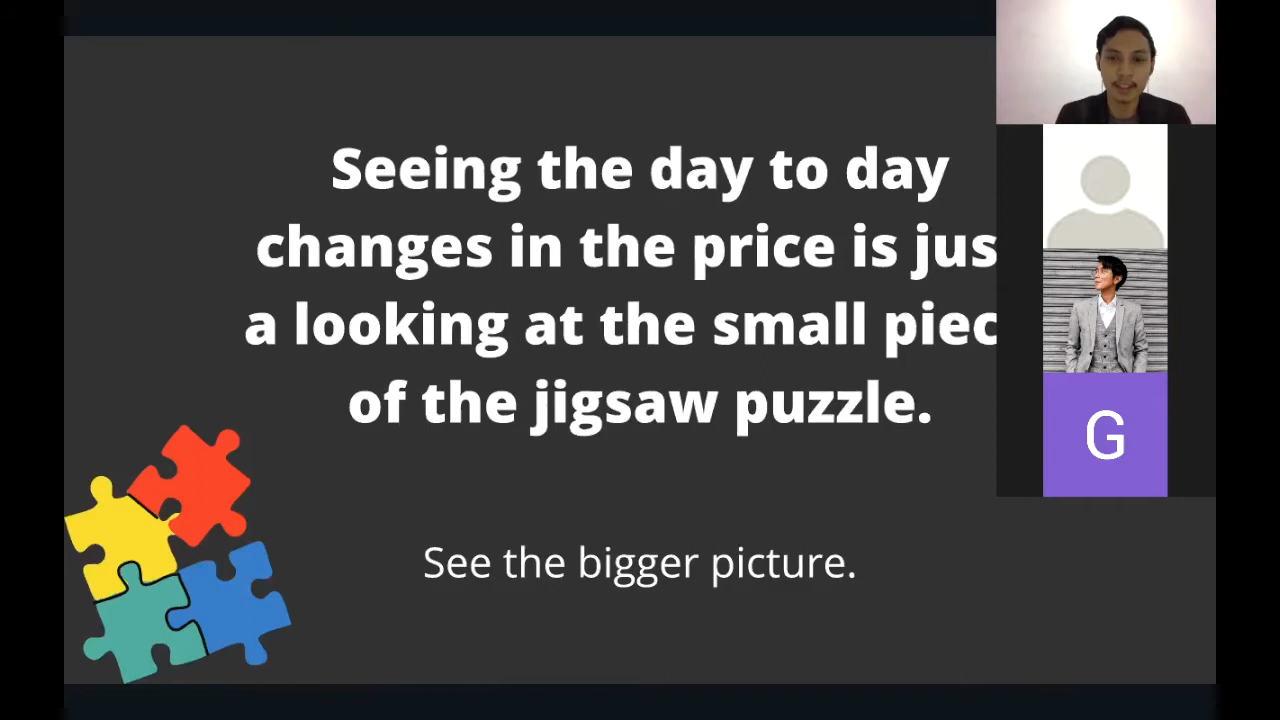 Seeing the day to day
changes in the price is jus
a looking at the small piec
of the jigsaw puzzle.
See the bigger picture.
G